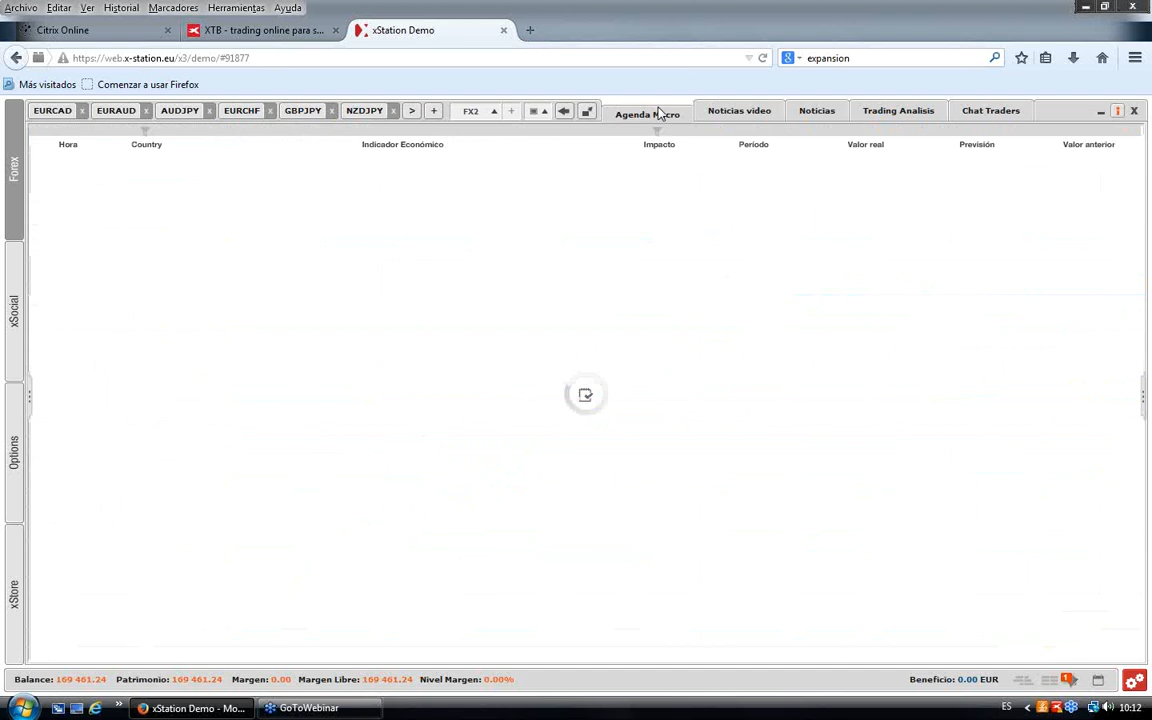 Archivo Editar Ver Historial Marcadores Herramientas Ayuda
Citrix Online × XTB - trading online para s... × xStation Demo × +
https://web.x-station.eu/x3/demo/#91877 expansion
Más visitados Comenzar a usar Firefox
EURCAD x EURAUD x AUDJPY x EURCHF x GBPJPY x NZDJPY x > + FX2 + Agenda Macro Noticias video Noticias Trading Analisis Chat Traders
Hora Country Indicador Económico Impacto Período Valor real Previsión Valor anterior
Forex
xSocial
Options
xStore
Balance: 169 461.24 Patrimonio: 169 461.24 Margen: 0.00 Margen Libre: 169 461.24 Nivel Margen: 0.00% Beneficio: 0.00 EUR 1
xStation Demo - Mo... GoToWebinar ES 10:12